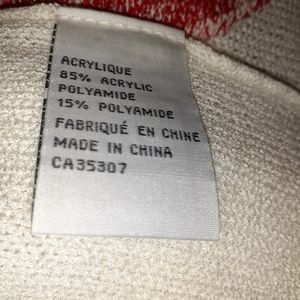 ACRYLIQUE
85% ACRYLIC
POLYAMIDE
15% POLYAMIDE
FABRIQUÉ EN CHINE
MADE IN CHINA
CA35307